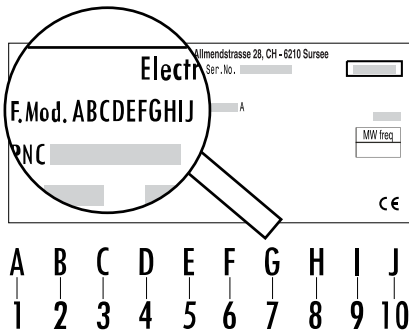 Allmendstrasse 28, CH - 6210 Sursee
Electr
Ser.No.
F.Mod. ABCDEFGHIJ
A
PNC
MW freq
CE
A B C D E F G H I J
1 2 3 4 5 6 7 8 9 10